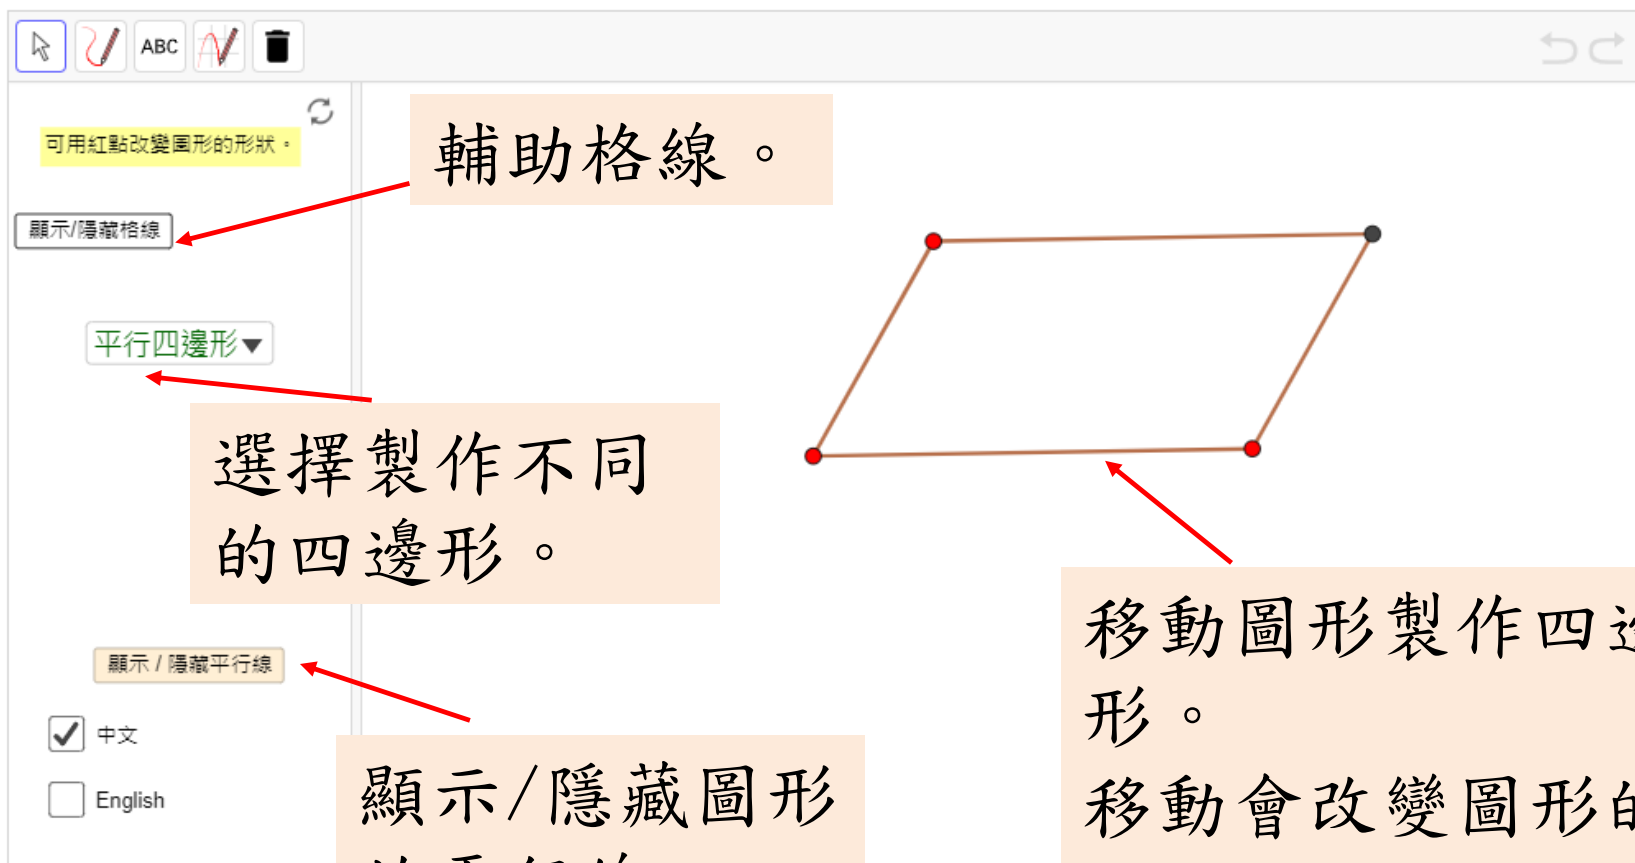 ABC
可用紅點改變圖形的形狀。
輔助格線。
顯示/隱藏格線
平行四邊形
選擇製作不同
的四邊形。
移動圖形製作四邊
形。
移動會改變圖形的
顯示 / 隱藏平行線
中文
English
顯示/隱藏圖形